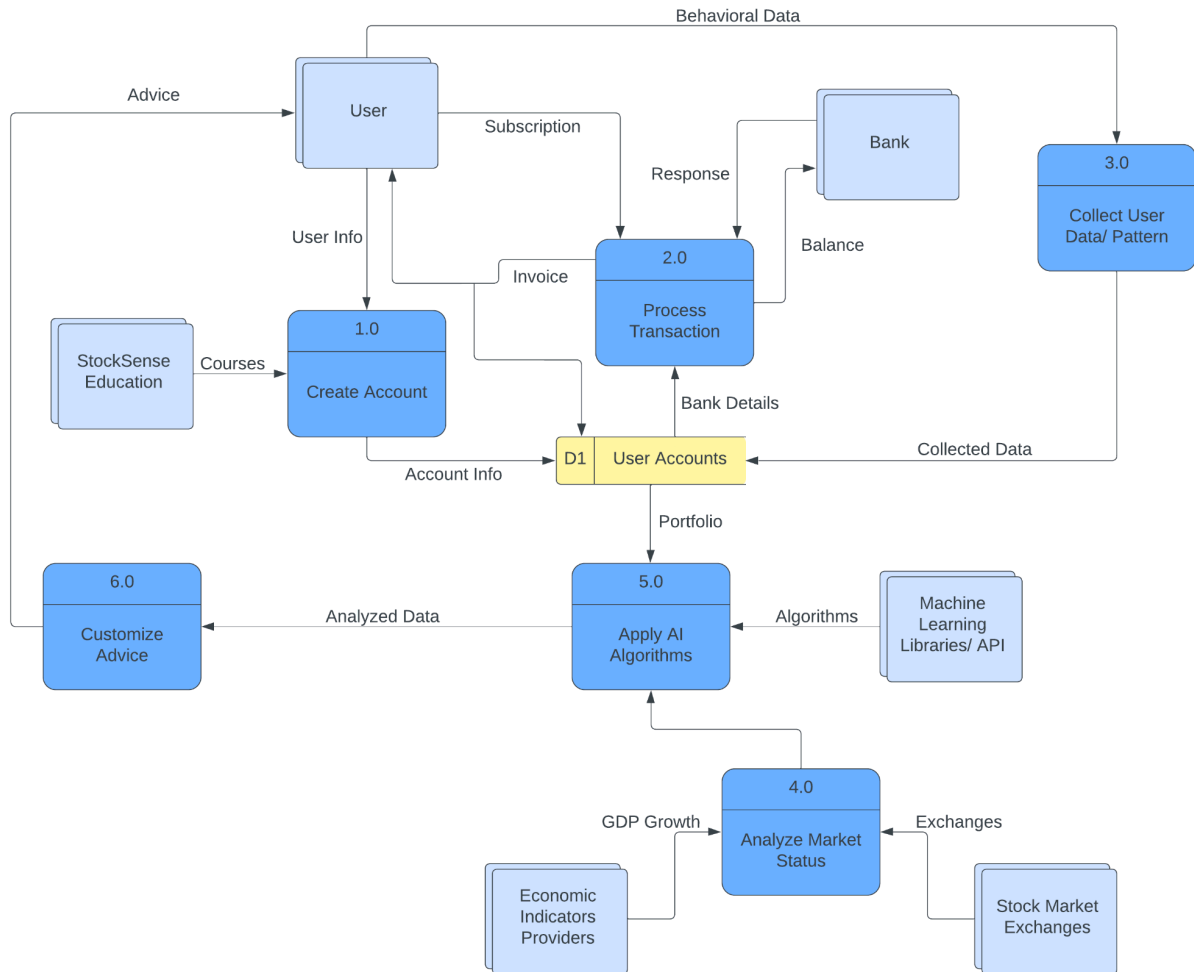 Behavioral Data
Advice
User
Subscription
Bank
Response
3.0
Collect User
Data/ Pattern
User Info
Balance
2.0
Invoice
Process
Transaction
1.0
StockSense
Education
Courses
Create Account
Bank Details
D1
User Accounts
Collected Data
Account Info
Portfolio
6.0
5.0
Machine
Learning
Libraries/ API
Analyzed Data
Algorithms
Customize
Advice
Apply AI
Algorithms
4.0
GDP Growth
Exchanges
Analyze Market
Status
Economic
Indicators
Providers
Stock Market
Exchanges